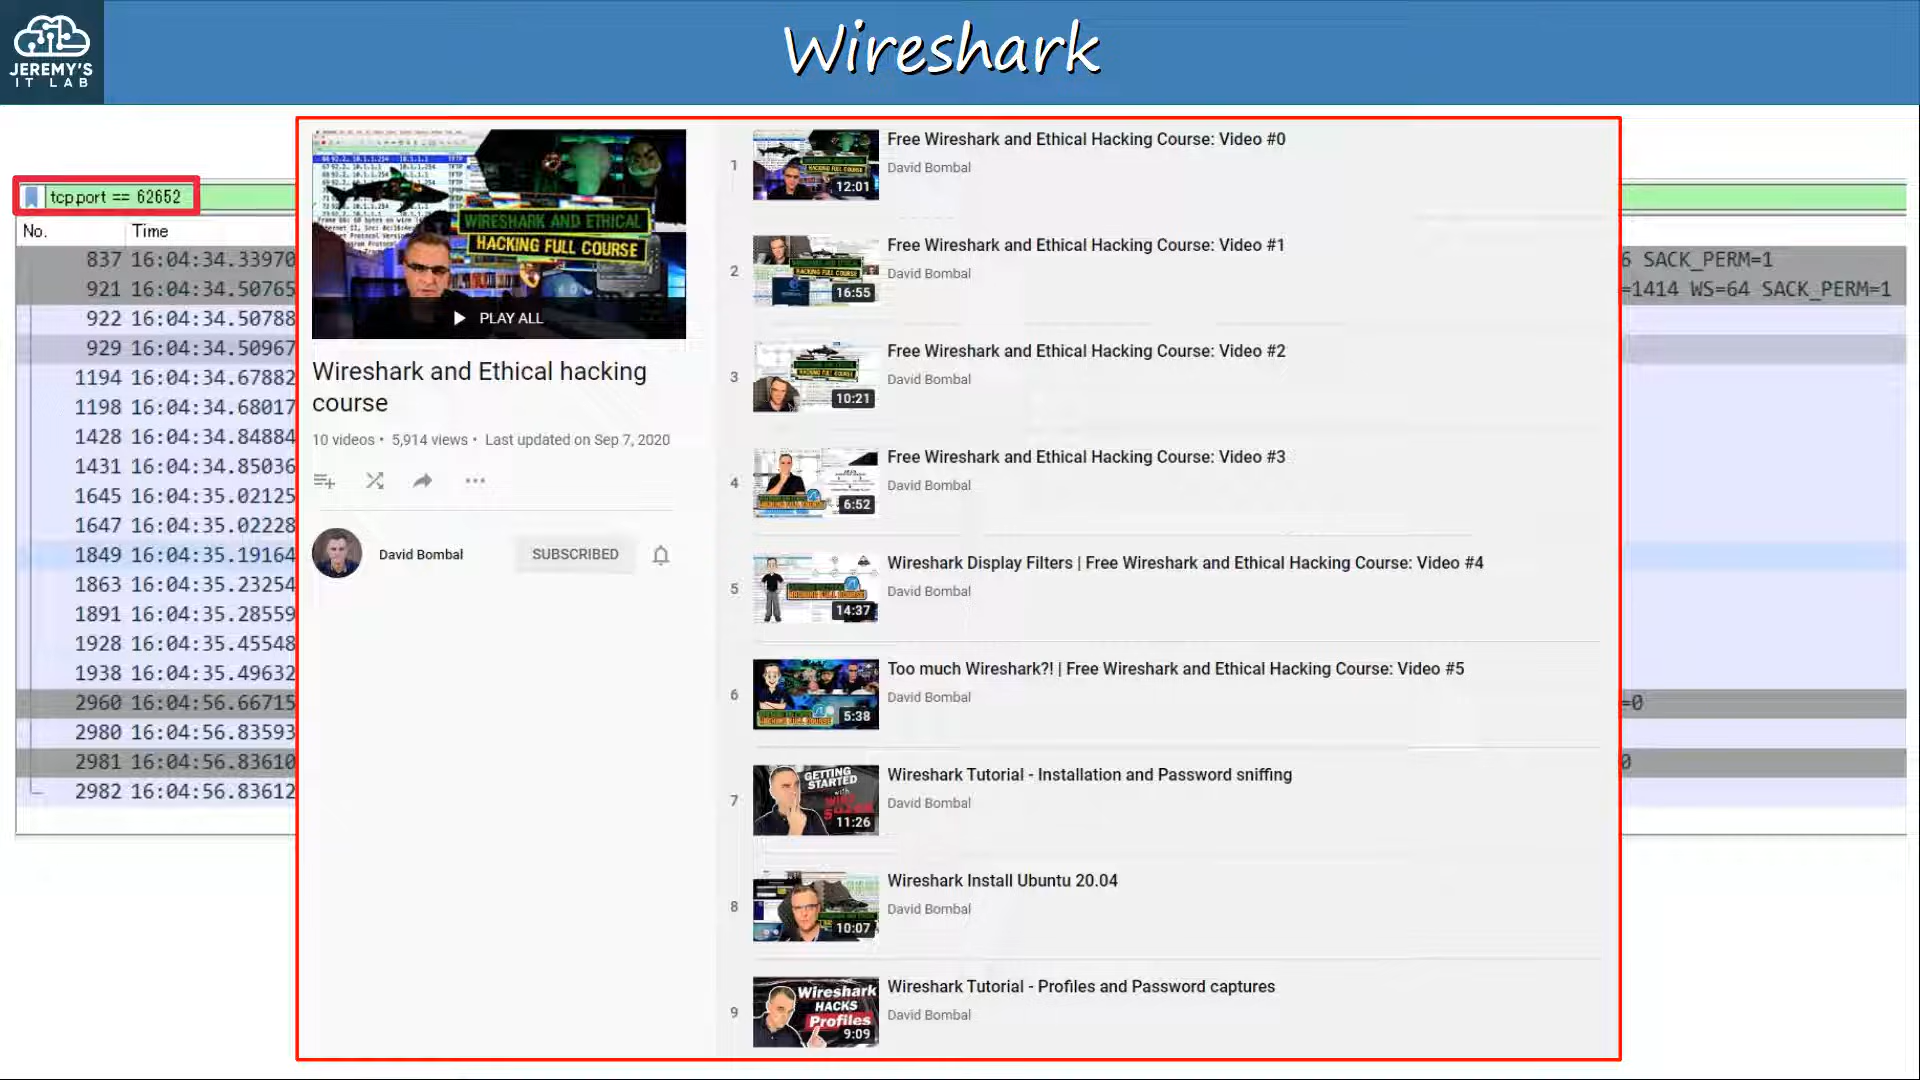 JEREMY'S
IT LAB
Wireshark
tcp.port == 62652
No. Time
837 16:04:34.33970
921 16:04:34.50765
922 16:04:34.50788
929 16:04:34.50967
1194 16:04:34.67882
1198 16:04:34.68017
1428 16:04:34.84884
1431 16:04:34.85036
1645 16:04:35.02125
1647 16:04:35.02228
1849 16:04:35.19164
1863 16:04:35.23254
1891 16:04:35.28559
1928 16:04:35.45548
1938 16:04:35.49632
2960 16:04:56.66715
2980 16:04:56.83593
2981 16:04:56.83610
2982 16:04:56.83612
WIRESHARK AND ETHICAL
HACKING FULL COURSE
PLAY ALL
Wireshark and Ethical hacking
course
10 videos • 5,914 views • Last updated on Sep 7, 2020
David Bombal SUBSCRIBED
1
12:01
Free Wireshark and Ethical Hacking Course: Video #0
David Bombal
2
16:55
Free Wireshark and Ethical Hacking Course: Video #1
David Bombal
3
10:21
Free Wireshark and Ethical Hacking Course: Video #2
David Bombal
4
6:52
Free Wireshark and Ethical Hacking Course: Video #3
David Bombal
5
14:37
Wireshark Display Filters | Free Wireshark and Ethical Hacking Course: Video #4
David Bombal
6
5:38
Too much Wireshark?! | Free Wireshark and Ethical Hacking Course: Video #5
David Bombal
7
GETTING
STARTED
with
11:26
Wireshark Tutorial - Installation and Password sniffing
David Bombal
8
10:07
Wireshark Install Ubuntu 20.04
David Bombal
9
Wireshark
HACKS
Profiles
9:09
Wireshark Tutorial - Profiles and Password captures
David Bombal
6 SACK_PERM=1
=1414 WS=64 SACK_PERM=1
=0
0